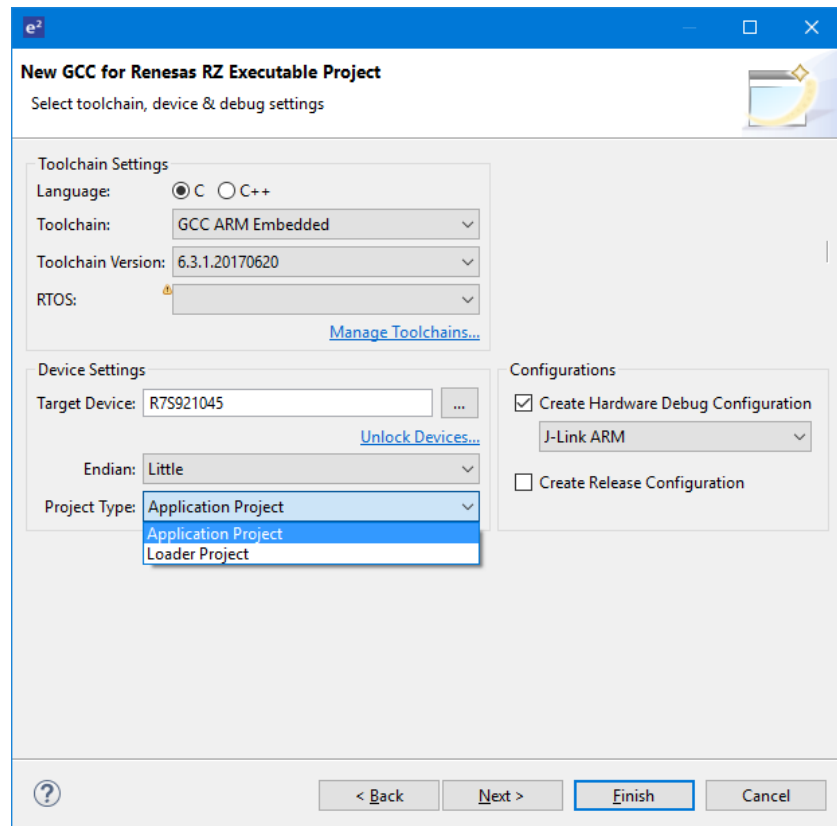 e²
New GCC for Renesas RZ Executable Project
Select toolchain, device & debug settings
Toolchain Settings
Language: C C++
Toolchain: GCC ARM Embedded
Toolchain Version: 6.3.1.20170620
RTOS:
Manage Toolchains...
Device Settings
Target Device: R7S921045 ...
Unlock Devices...
Endian: Little
Project Type: Application Project
Application Project
Loader Project
Configurations
Create Hardware Debug Configuration
J-Link ARM
Create Release Configuration
? < Back Next > Finish Cancel